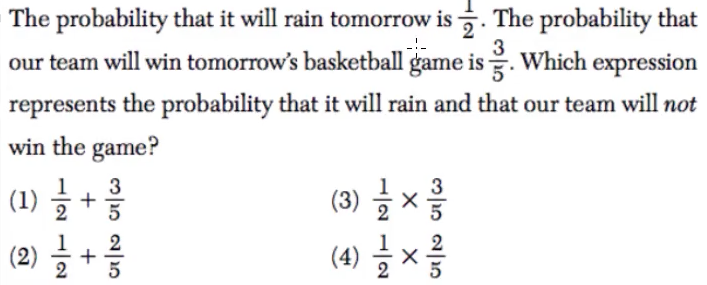 The probability that it will rain tomorrow is 1/2. The probability that
our team will win tomorrow's basketball game is 3/5. Which expression
represents the probability that it will rain and that our team will not
win the game?
(1) 1/2 + 3/5 (3) 1/2 × 3/5
(2) 1/2 + 2/5 (4) 1/2 × 2/5